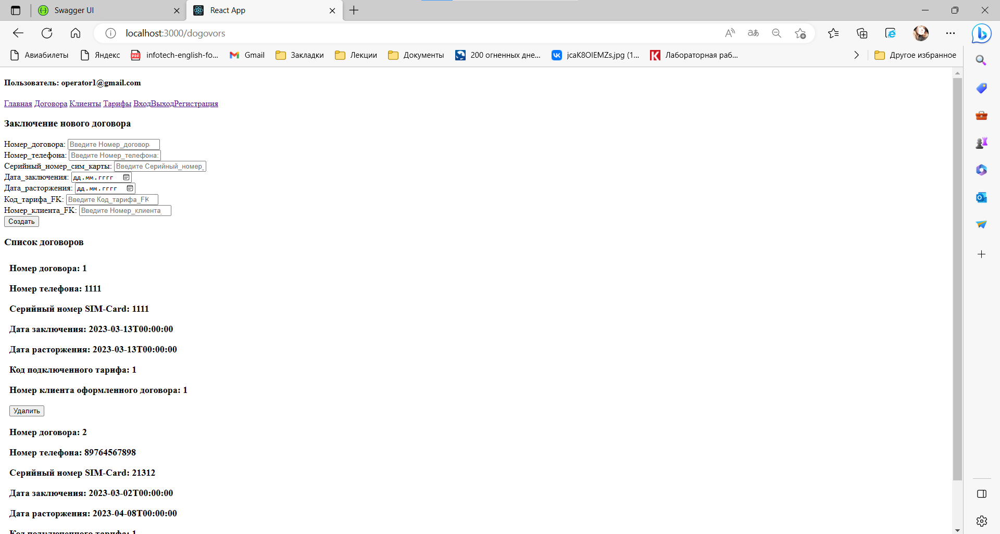 Swagger UI
React App
localhost:3000/dogovors
Авиабилеты
Яндекс
infotech-english-fo...
Gmail
Закладки
Лекции
Документы
200 огненных дне...
jcaK8OIEMZs.jpg (1...
Лабораторная раб...
Другое избранное
Пользователь: operator1@gmail.com
Главная Договора Клиенты Тарифы ВходВыходРегистрация
Заключение нового договора
Номер_договора: Введите Номер_договор
Номер_телефона: Введите Номер_телефона:
Серийный_номер_сим_карты: Введите Серийный_номер_
Дата_заключения: дд.мм.гггг
Дата_расторжения: дд.мм.гггг
Код_тарифа_FK: Введите Код_тарифа_FK
Номер_клиента_FK: Введите Номер_клиента_
Создать
Список договоров
Номер договора: 1
Номер телефона: 1111
Серийный номер SIM-Card: 1111
Дата заключения: 2023-03-13T00:00:00
Дата расторжения: 2023-03-13T00:00:00
Код подключенного тарифа: 1
Номер клиента оформленного договора: 1
Удалить
Номер договора: 2
Номер телефона: 89764567898
Серийный номер SIM-Card: 21312
Дата заключения: 2023-03-02T00:00:00
Дата расторжения: 2023-04-08T00:00:00
Код подключенного тарифа: 1